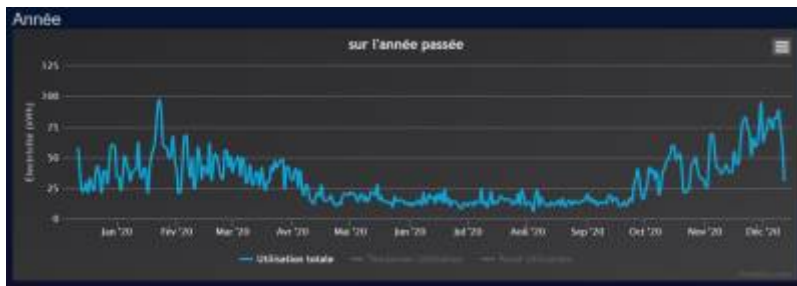 Année
sur l'année passée
Électricité (kWh)
125
100
75
50
25
0
Jan '20
Fév '20
Mar '20
Avr '20
Mai '20
Jun '20
Jul '20
Aoû '20
Sep '20
Oct '20
Nov '20
Déc '20
Utilisation totale